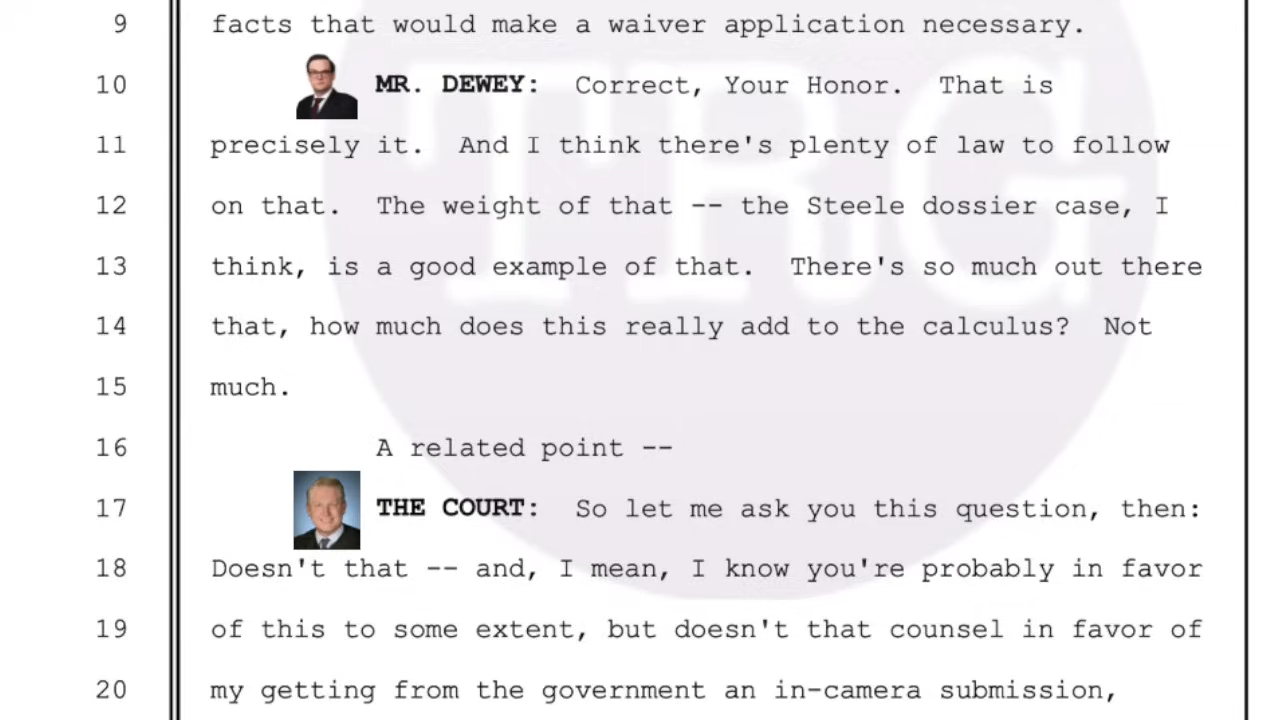 9 facts that would make a waiver application necessary.
10 MR. DEWEY: Correct, Your Honor. That is
11 precisely it. And I think there's plenty of law to follow
12 on that. The weight of that -- the Steele dossier case, I
13 think, is a good example of that. There's so much out there
14 that, how much does this really add to the calculus? Not
15 much.
16 A related point --
17 THE COURT: So let me ask you this question, then:
18 Doesn't that -- and, I mean, I know you're probably in favor
19 of this to some extent, but doesn't that counsel in favor of
20 my getting from the government an in-camera submission,
TRG